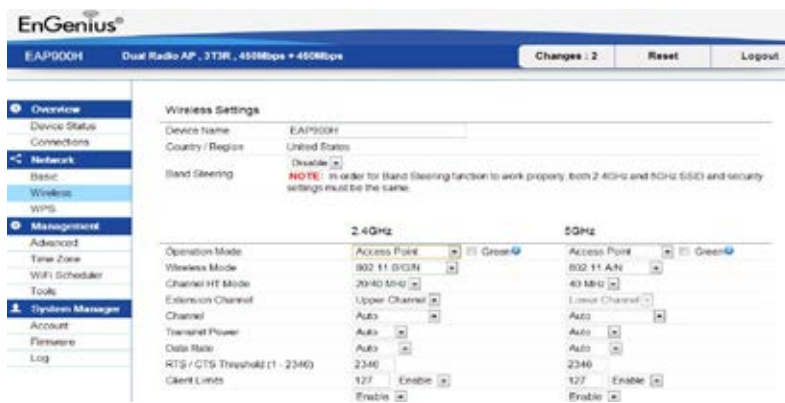 EnGenius®
EAP900H Dual Radio AP , 3T3R , 450Mbps + 450Mbps Changes : 2 Reset Logout
Overview
Device Status
Connections
Network
Basic
Wireless
WPS
Management
Advanced
Time Zone
WiFi Scheduler
Tools
System Manager
Account
Firmware
Log
Wireless Settings
Device Name EAP900H
Country / Region United States
Band Steering Disable
NOTE: In order for Band Steering function to work properly, both 2.4GHz and 5GHz SSID and security
settings must be the same.
2.4GHz 5GHz
Operation Mode Access Point Green Access Point Green
Wireless Mode 802.11 B/G/N 802.11 A/N
Channel HT Mode 20/40 MHz 40 MHz
Extension Channel Upper Channel Lower Channel
Channel Auto Auto
Transmit Power Auto Auto
Data Rate Auto Auto
RTS / CTS Threshold (1 - 2346) 2346 2346
Client Limits 127 Enable 127 Enable
Enable Enable